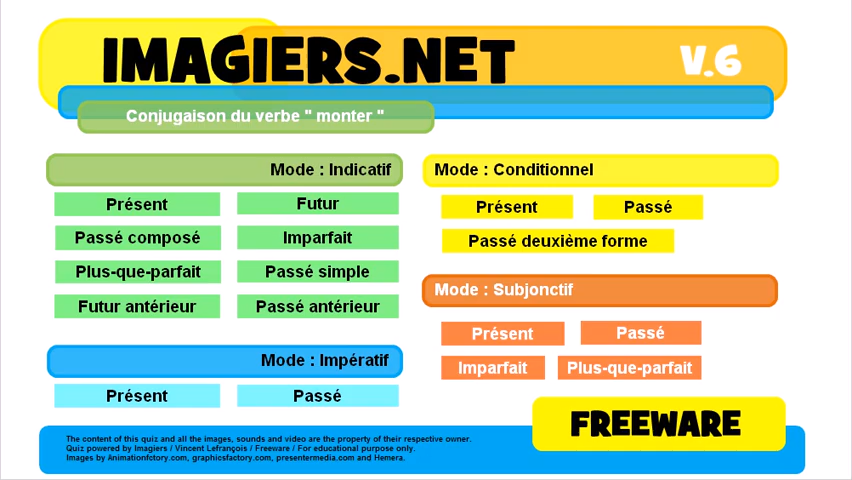 IMAGIERS.NET
V.6
Conjugaison du verbe " monter "
Mode : Indicatif
Présent
Futur
Passé composé
Imparfait
Plus-que-parfait
Passé simple
Futur antérieur
Passé antérieur
Mode : Impératif
Présent
Passé
Mode : Conditionnel
Présent
Passé
Passé deuxième forme
Mode : Subjonctif
Présent
Passé
Imparfait
Plus-que-parfait
FREEWARE
The content of this quiz and all the images, sounds and video are the property of their respective owner.
Quiz powered by Imagiers / Vincent Lefrançois / Freeware / For educational purpose only.
Images by Animationfctory.com, graphicsfactory.com, presentermedia.com and Hemera.